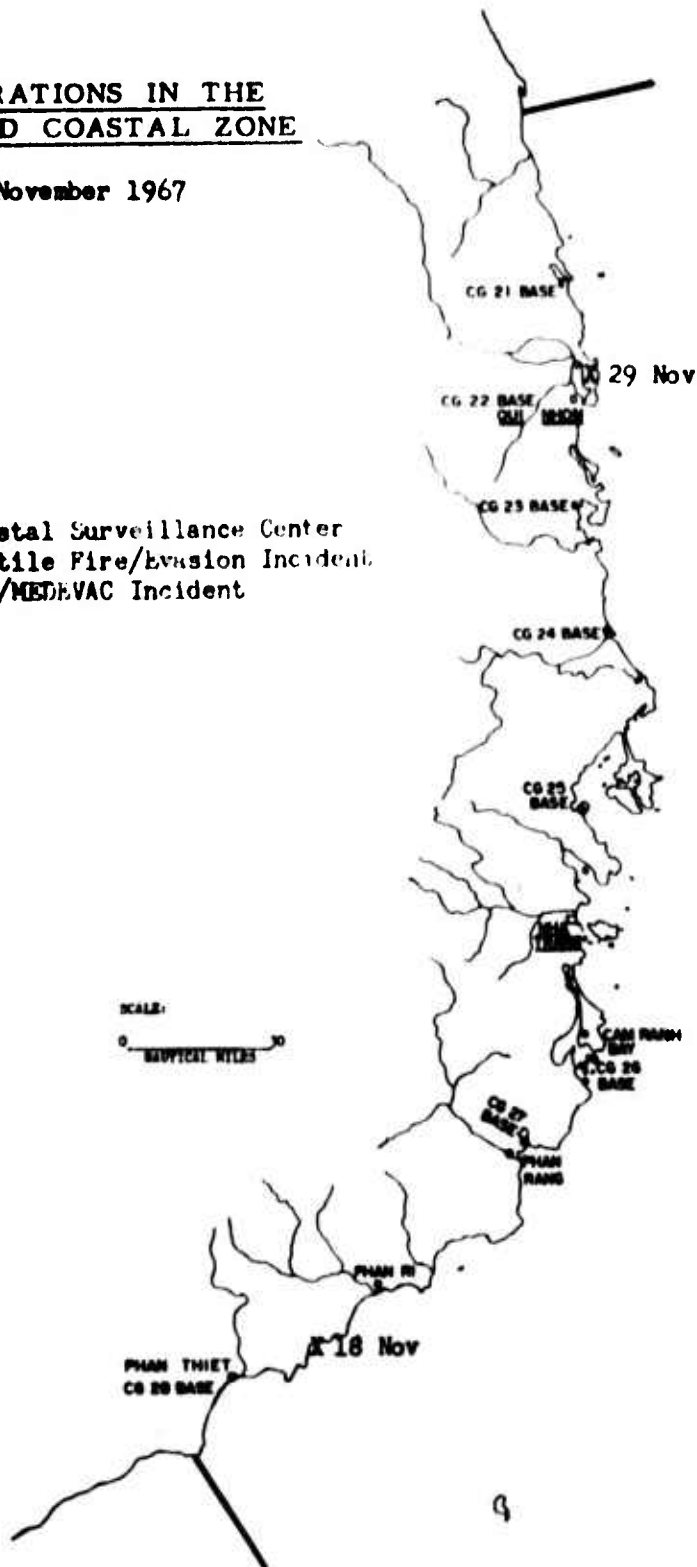 RATIONS IN THE
D COASTAL ZONE
November 1967
CG 21 BASE
29 Nov
CG 22 BASE
QUI NHON
CG 23 BASE
stal Surveillance Center
tile Fire/Evasion Incident
/MEDEVAC Incident
CG 24 BASE
CG 25
BASE
SCALE:
0 30
NAUTICAL MILES
CAM RANH
BAY
CG 26
BASE
CG 27
BASE
PHAN
RANG
PHAN RI
X 18 Nov
PHAN THIET
CG 28 BASE